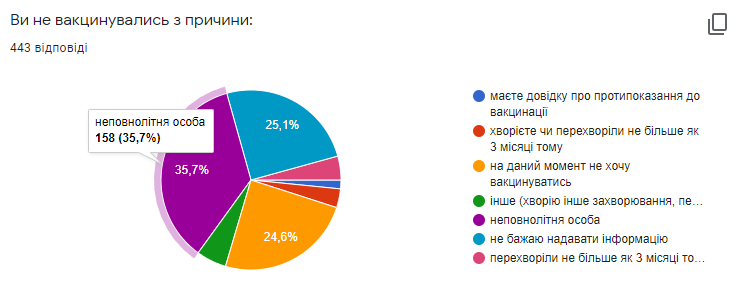 Ви не вакцинувались з причини:
443 відповіді
неповнолітня особа
158 (35,7%)
25,1%
35,7%
24,6%
маєте довідку про протипоказання до
вакцинації
хворієте чи перехворіли не більше як
3 місяці тому
на даний момент не хочу
вакцинуватись
інше (хворію інше захворювання, пе…
неповнолітня особа
не бажаю надавати інформацію
перехворіли не більше як 3 місяці то…